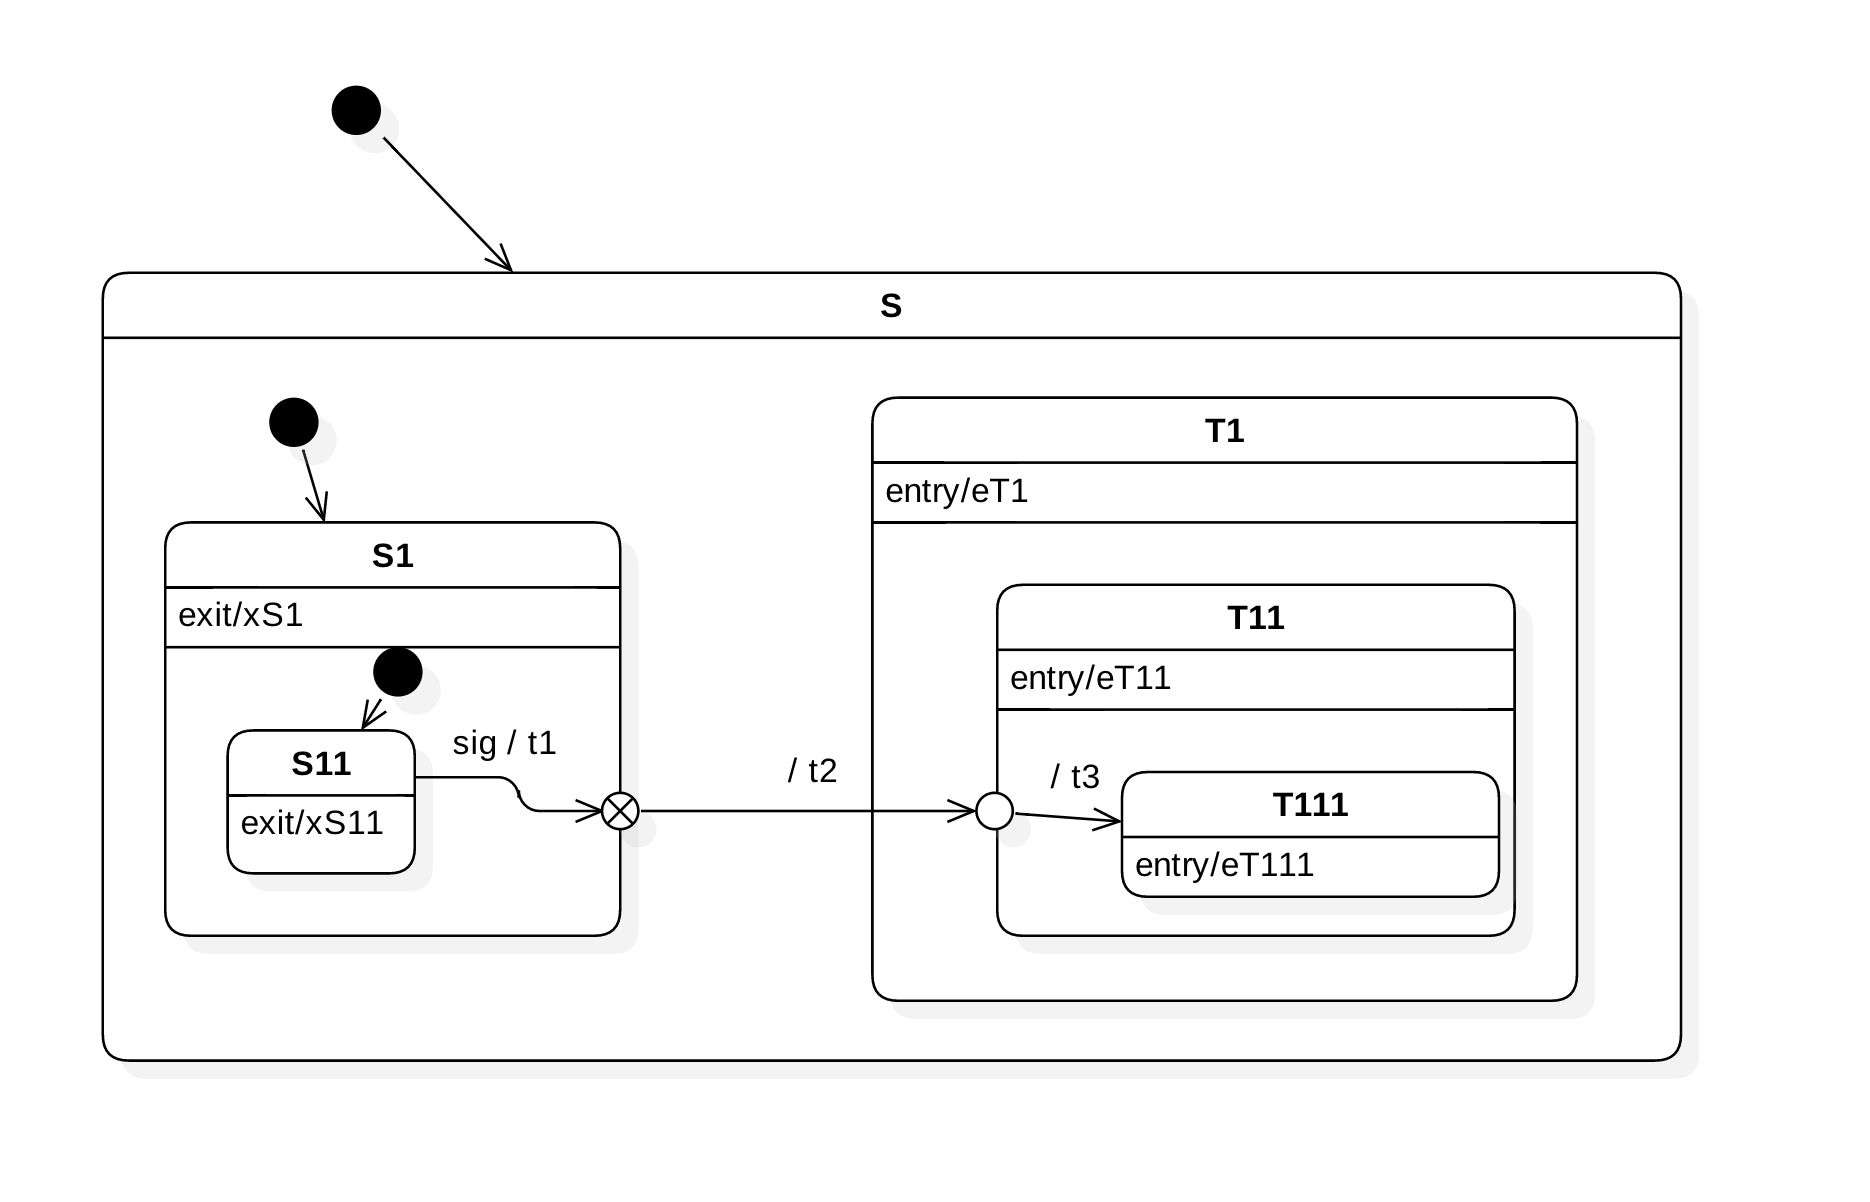 S
T1
entry/eT1
S1
exit/xS1
T11
entry/eT11
S11
exit/xS11
sig / t1
/ t2
/ t3
T111
entry/eT111